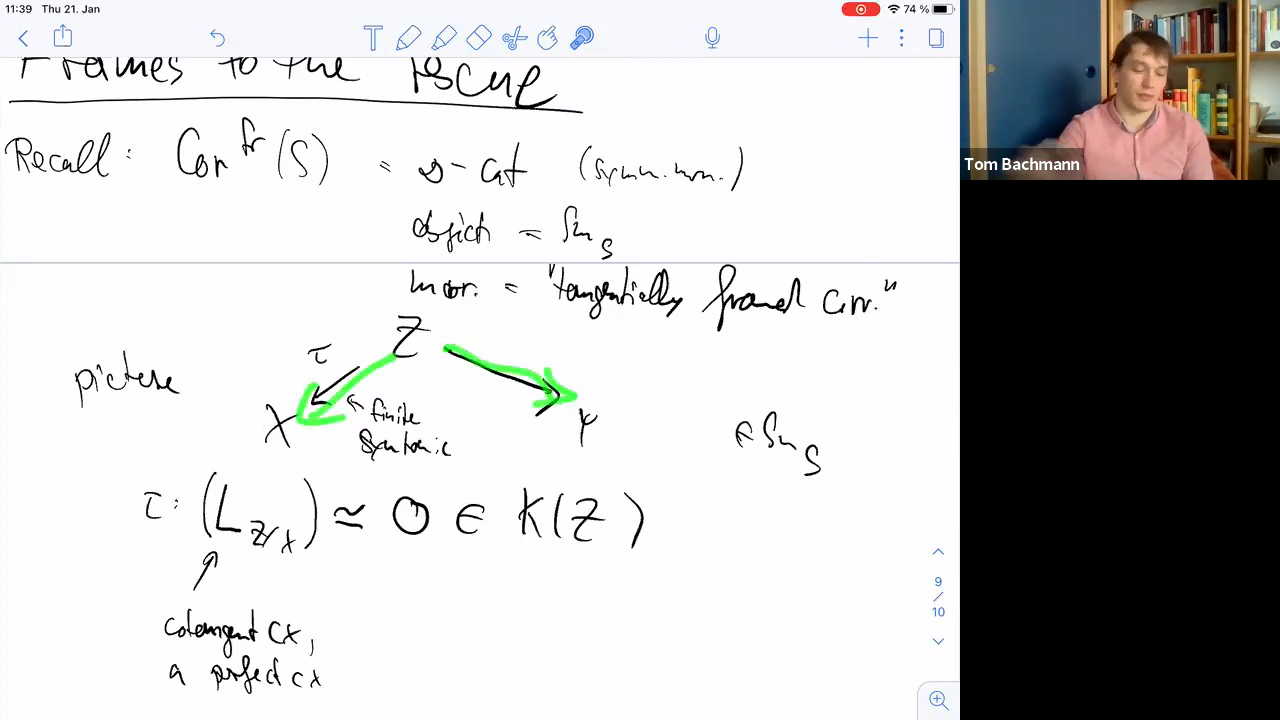 11:39 Thu 21. Jan
74 %
Frames to the rescue
Recall: Cor^fr (S) = ∞-cat (symm. mon.)
objects = Sm_S
mor. = "tangentially framed corr."
picture
Z
τ
X
Y
finite
syntomic
∈ Sm_S
τ: (L_Z/X) ≃ 0 ∈ K(Z)
cotangent cx,
a perfect cx
9
/
10
Tom Bachmann